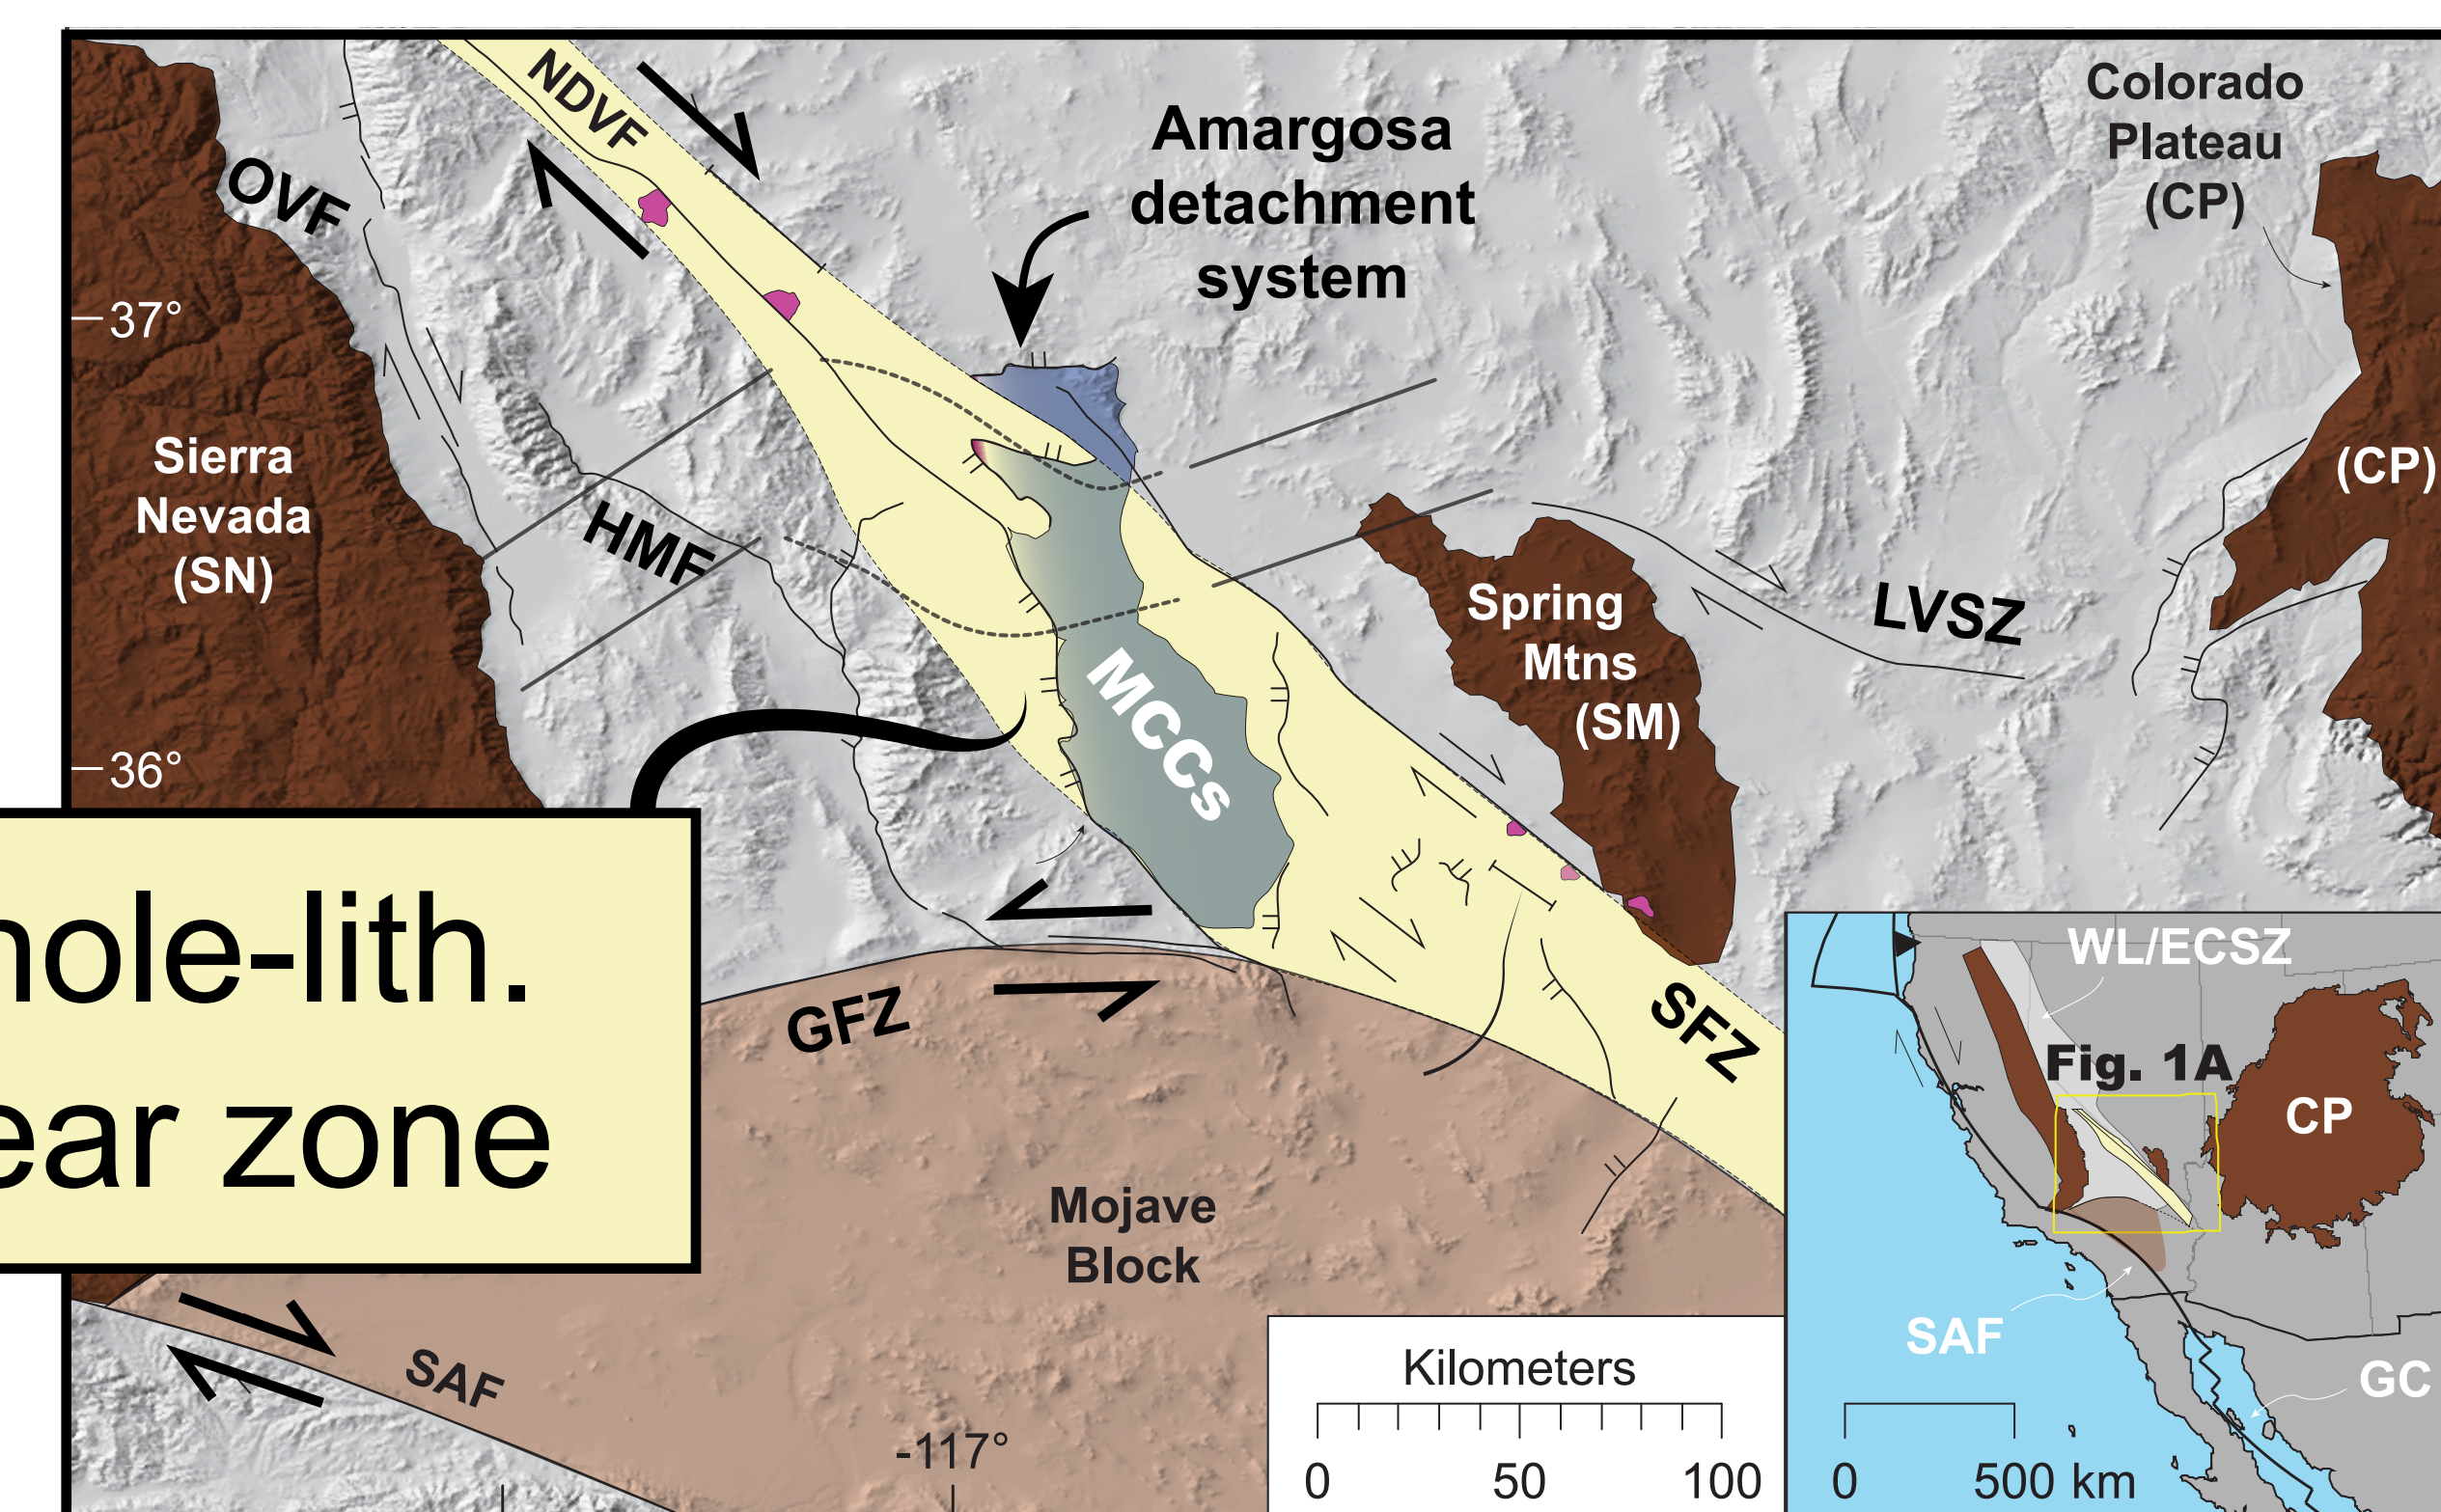 NDVF
Amargosa
detachment
system
Colorado
Plateau
(CP)
OVF
37°
Sierra
Nevada
(SN)
HMF
(CP)
Spring
Mtns
(SM)
LVSZ
MCCs
36°
hole-lith.
ear zone
GFZ
SFZ
Mojave
Block
SAF
-117°
Kilometers
0 50 100
WL/ECSZ
Fig. 1A
CP
SAF
GC
0 500 km